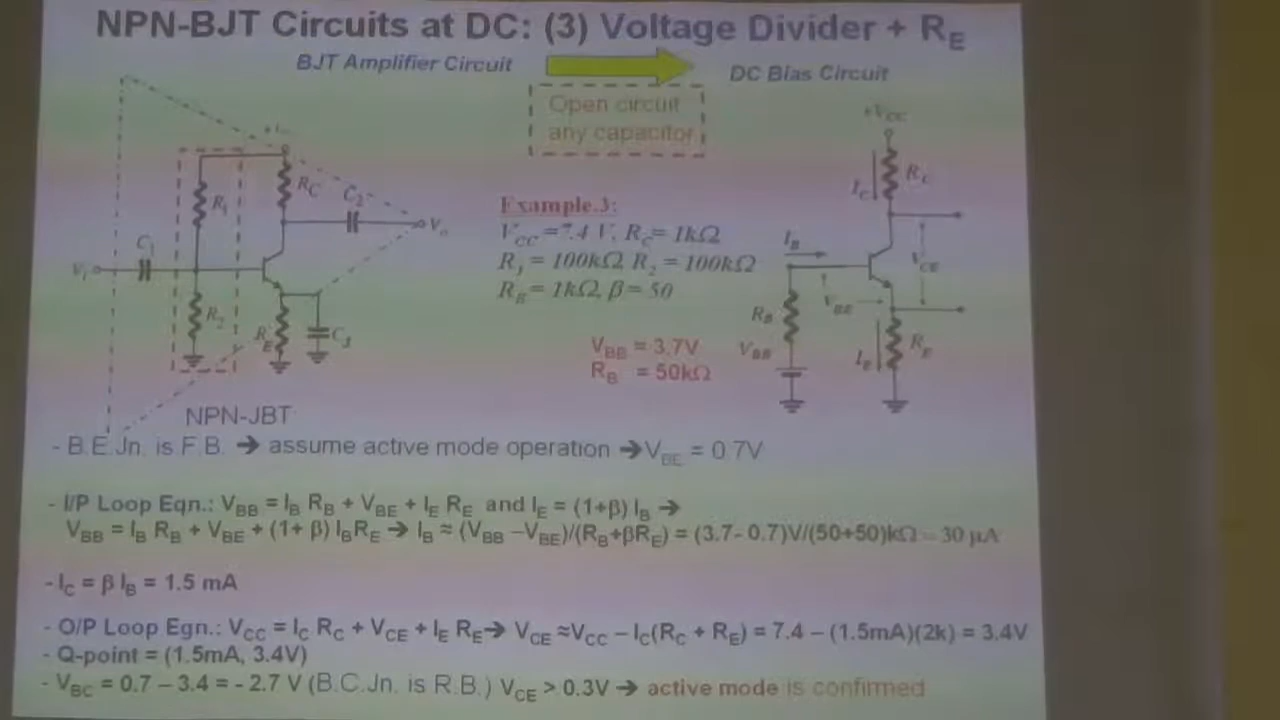 NPN-BJT Circuits at DC: (3) Voltage Divider + RE
BJT Amplifier Circuit
DC Bias Circuit
Open circuit
any capacitor
+VCC
RC
IC
R1
RC
C2
Vo
C1
Vi
R2
RE
C3
Example.3:
VCC = 7.4 V, RC = 1kΩ
R1 = 100kΩ, R2 = 100kΩ
RE = 1kΩ, β = 50
VBB = 3.7V
RB = 50kΩ
IB
VCE
VBE
RB
VBB
IE
RE
NPN-JBT
- B.E.Jn. is F.B. ➔ assume active mode operation ➔VBE = 0.7V
- I/P Loop Eqn.: VBB = IB RB + VBE + IE RE and IE = (1+β) IB ➔
VBB = IB RB + VBE + (1+ β) IBRE ➔ IB ≈ (VBB –VBE)/(RB+βRE) = (3.7- 0.7)V/(50+50)kΩ = 30 μA
- IC = β IB = 1.5 mA
- O/P Loop Eqn.: VCC = IC RC + VCE + IE RE➔ VCE ≈VCC – IC(RC + RE) = 7.4 – (1.5mA)(2k) = 3.4V
- Q-point = (1.5mA, 3.4V)
- VBC = 0.7 – 3.4 = - 2.7 V (B.C.Jn. is R.B.) VCE > 0.3V ➔ active mode is confirmed